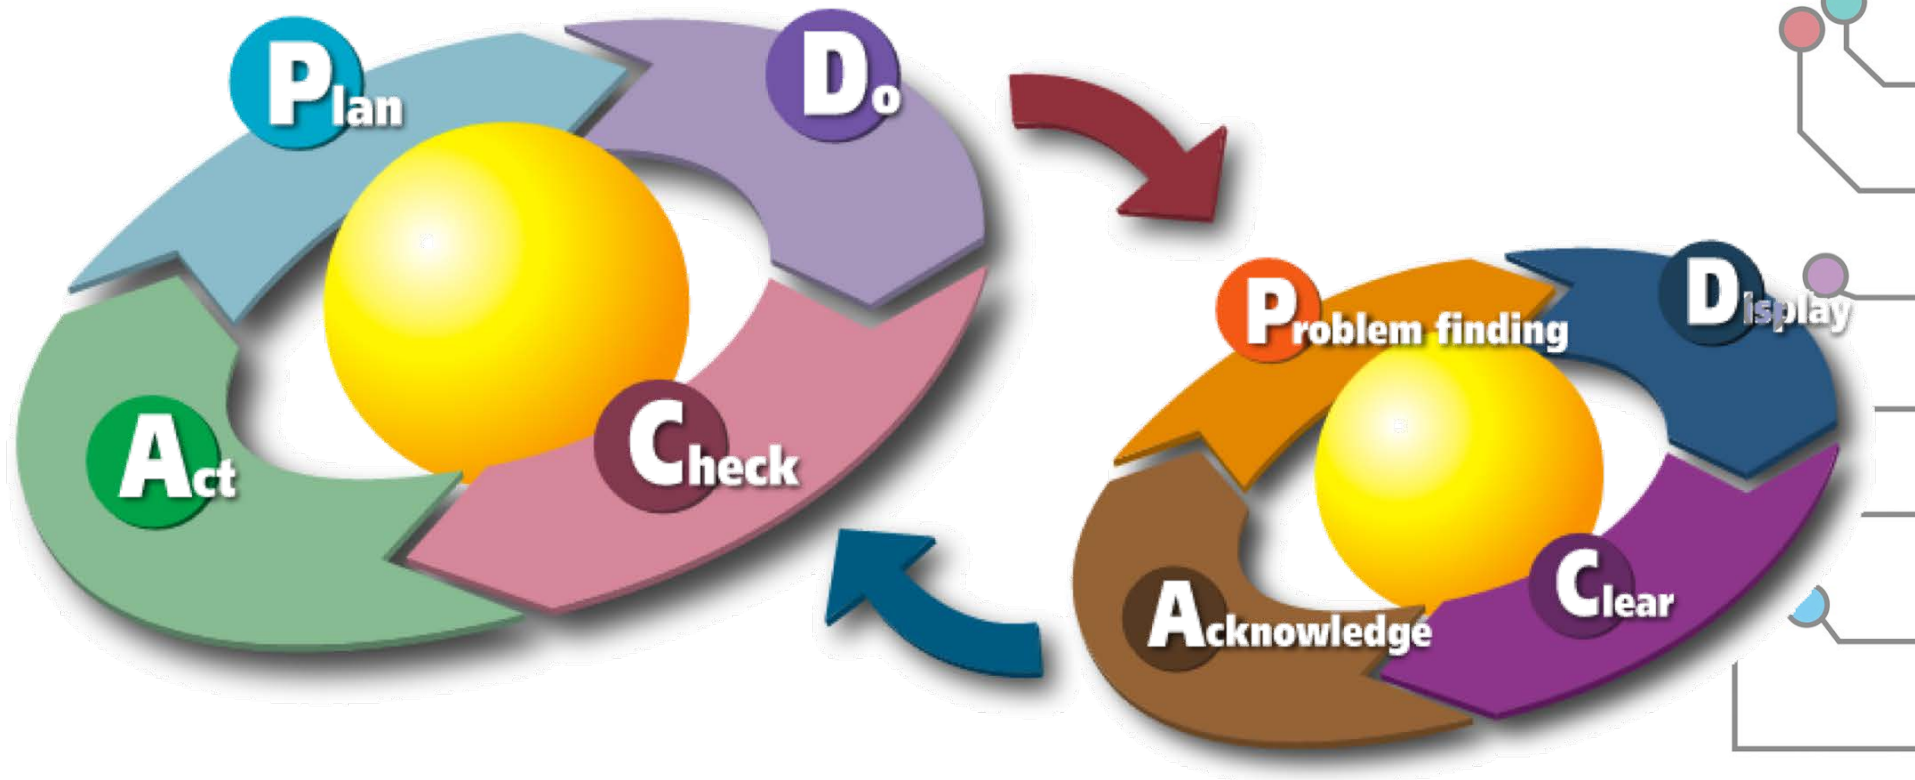 Plan
Do
Check
Act
Problem finding
Display
Clear
Acknowledge